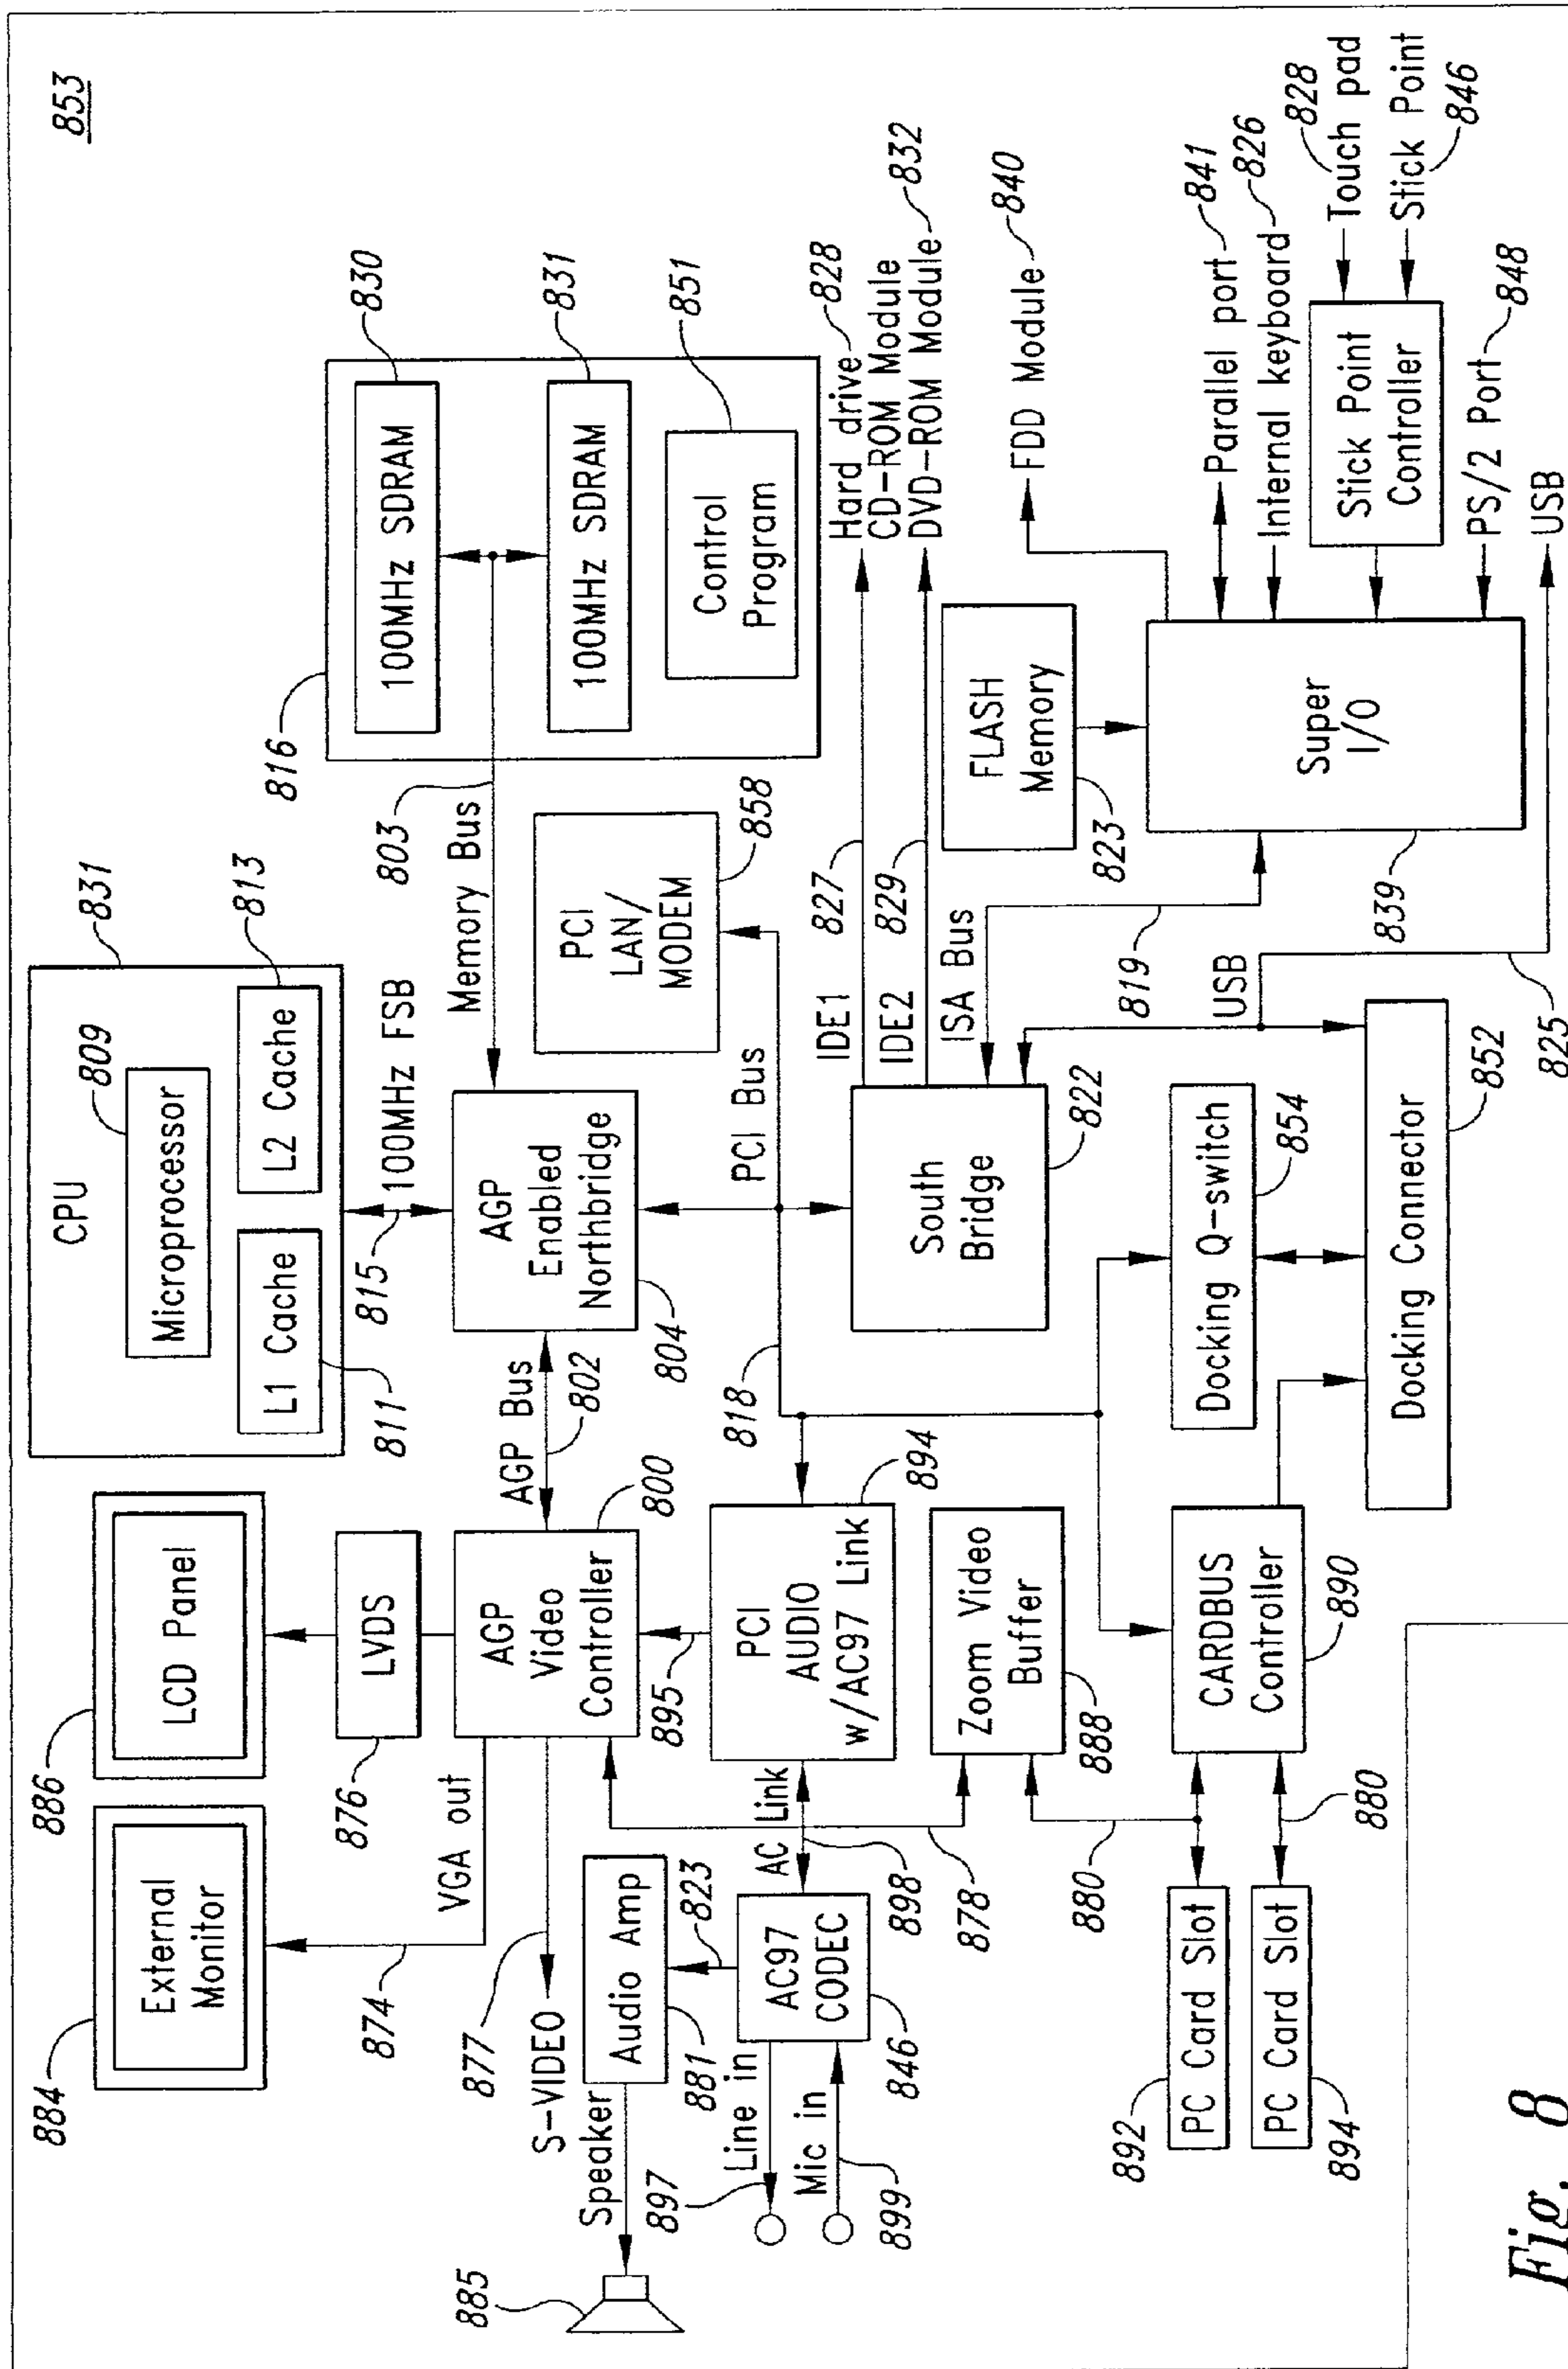 853
884
External
Monitor
886
LCD Panel
CPU
831
Microprocessor
809
L1 Cache
L2 Cache
811
813
874
VGA out
876
LVDS
815
100MHz FSB
877
S-VIDEO
AGP
Video
Controller
800
AGP Bus
802
AGP
Enabled
Northbridge
804
803
Memory Bus
816
100MHz SDRAM
830
100MHz SDRAM
831
Control
Program
851
885
Speaker
Audio Amp
881
823
895
PCI
AUDIO
w/AC97 Link
894
818
PCI Bus
PCI
LAN/
MODEM
858
897
Line in
Mic in
899
AC97
CODEC
846
AC Link
898
878
Zoom Video
Buffer
888
880
South
Bridge
822
IDE1
827
IDE2
829
Hard drive
828
CD-ROM Module
DVD-ROM Module
832
ISA Bus
819
USB
FLASH
Memory
823
FDD Module
840
892
PC Card Slot
PC Card Slot
894
880
CARDBUS
Controller
890
Docking Q-switch
854
Docking Connector
852
825
839
Super
I/O
Parallel port
841
Internal keyboard
826
Stick Point
Controller
828
Touch pad
Stick Point
846
PS/2 Port
848
USB
Fig. 8